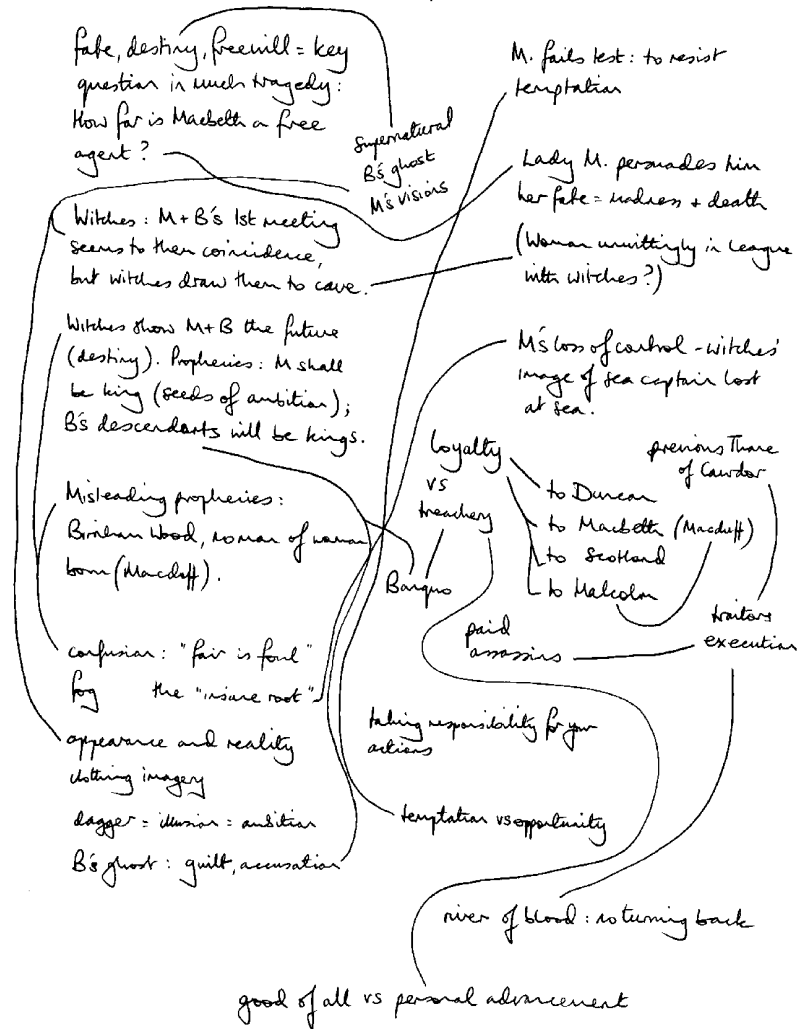 fate, destiny, freewill = key
question in much tragedy:
How far is Macbeth a free
agent?
supernatural
B's ghost
M's visions
Witches: M+B's 1st meeting
seems to them coincidence,
but witches draw them to cave.
Witches show M+B the future
(destiny). Prophecies: M shall
be king (seeds of ambition);
B's descendants will be kings.
Misleading prophecies:
Birnham Wood, no man of woman
born (Macduff).
confusion: "fair is foul"
fog the "insane root"
appearance and reality
clothing imagery
dagger = illusion = ambition
B's ghost: guilt, accusation
M. fails test: to resist
temptation
Lady M. persuades him
her fate = madness + death
(Woman unwittingly in league
with witches?)
M's loss of control - witches'
image of sea captain lost
at sea.
loyalty
vs
treachery
Banquo
to Duncan
to Macbeth (Macduff)
to Scotland
to Malcolm
previous Thane
of Cawdor
traitors
execution
paid
assassins
taking responsibility for your
actions
temptation vs opportunity
river of blood: no turning back
good of all vs personal advancement